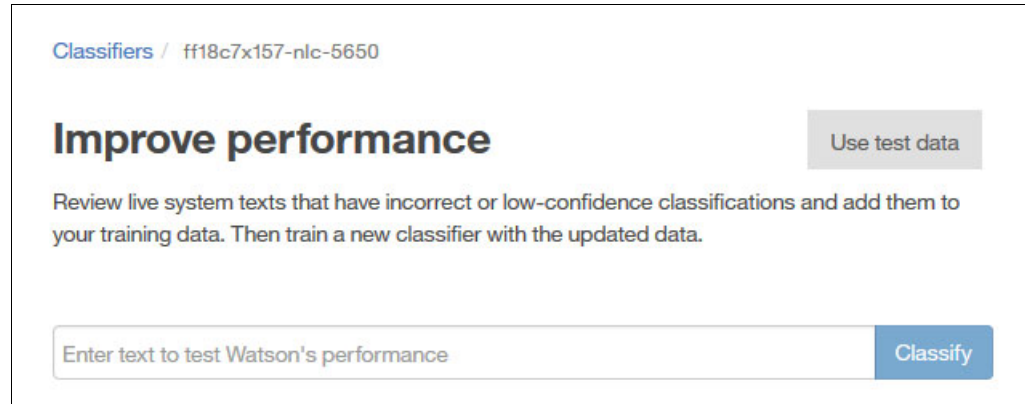 Classifiers / ff18c7x157-nlc-5650
Improve performance
Use test data
Review live system texts that have incorrect or low-confidence classifications and add them to
your training data. Then train a new classifier with the updated data.
Enter text to test Watson's performance
Classify